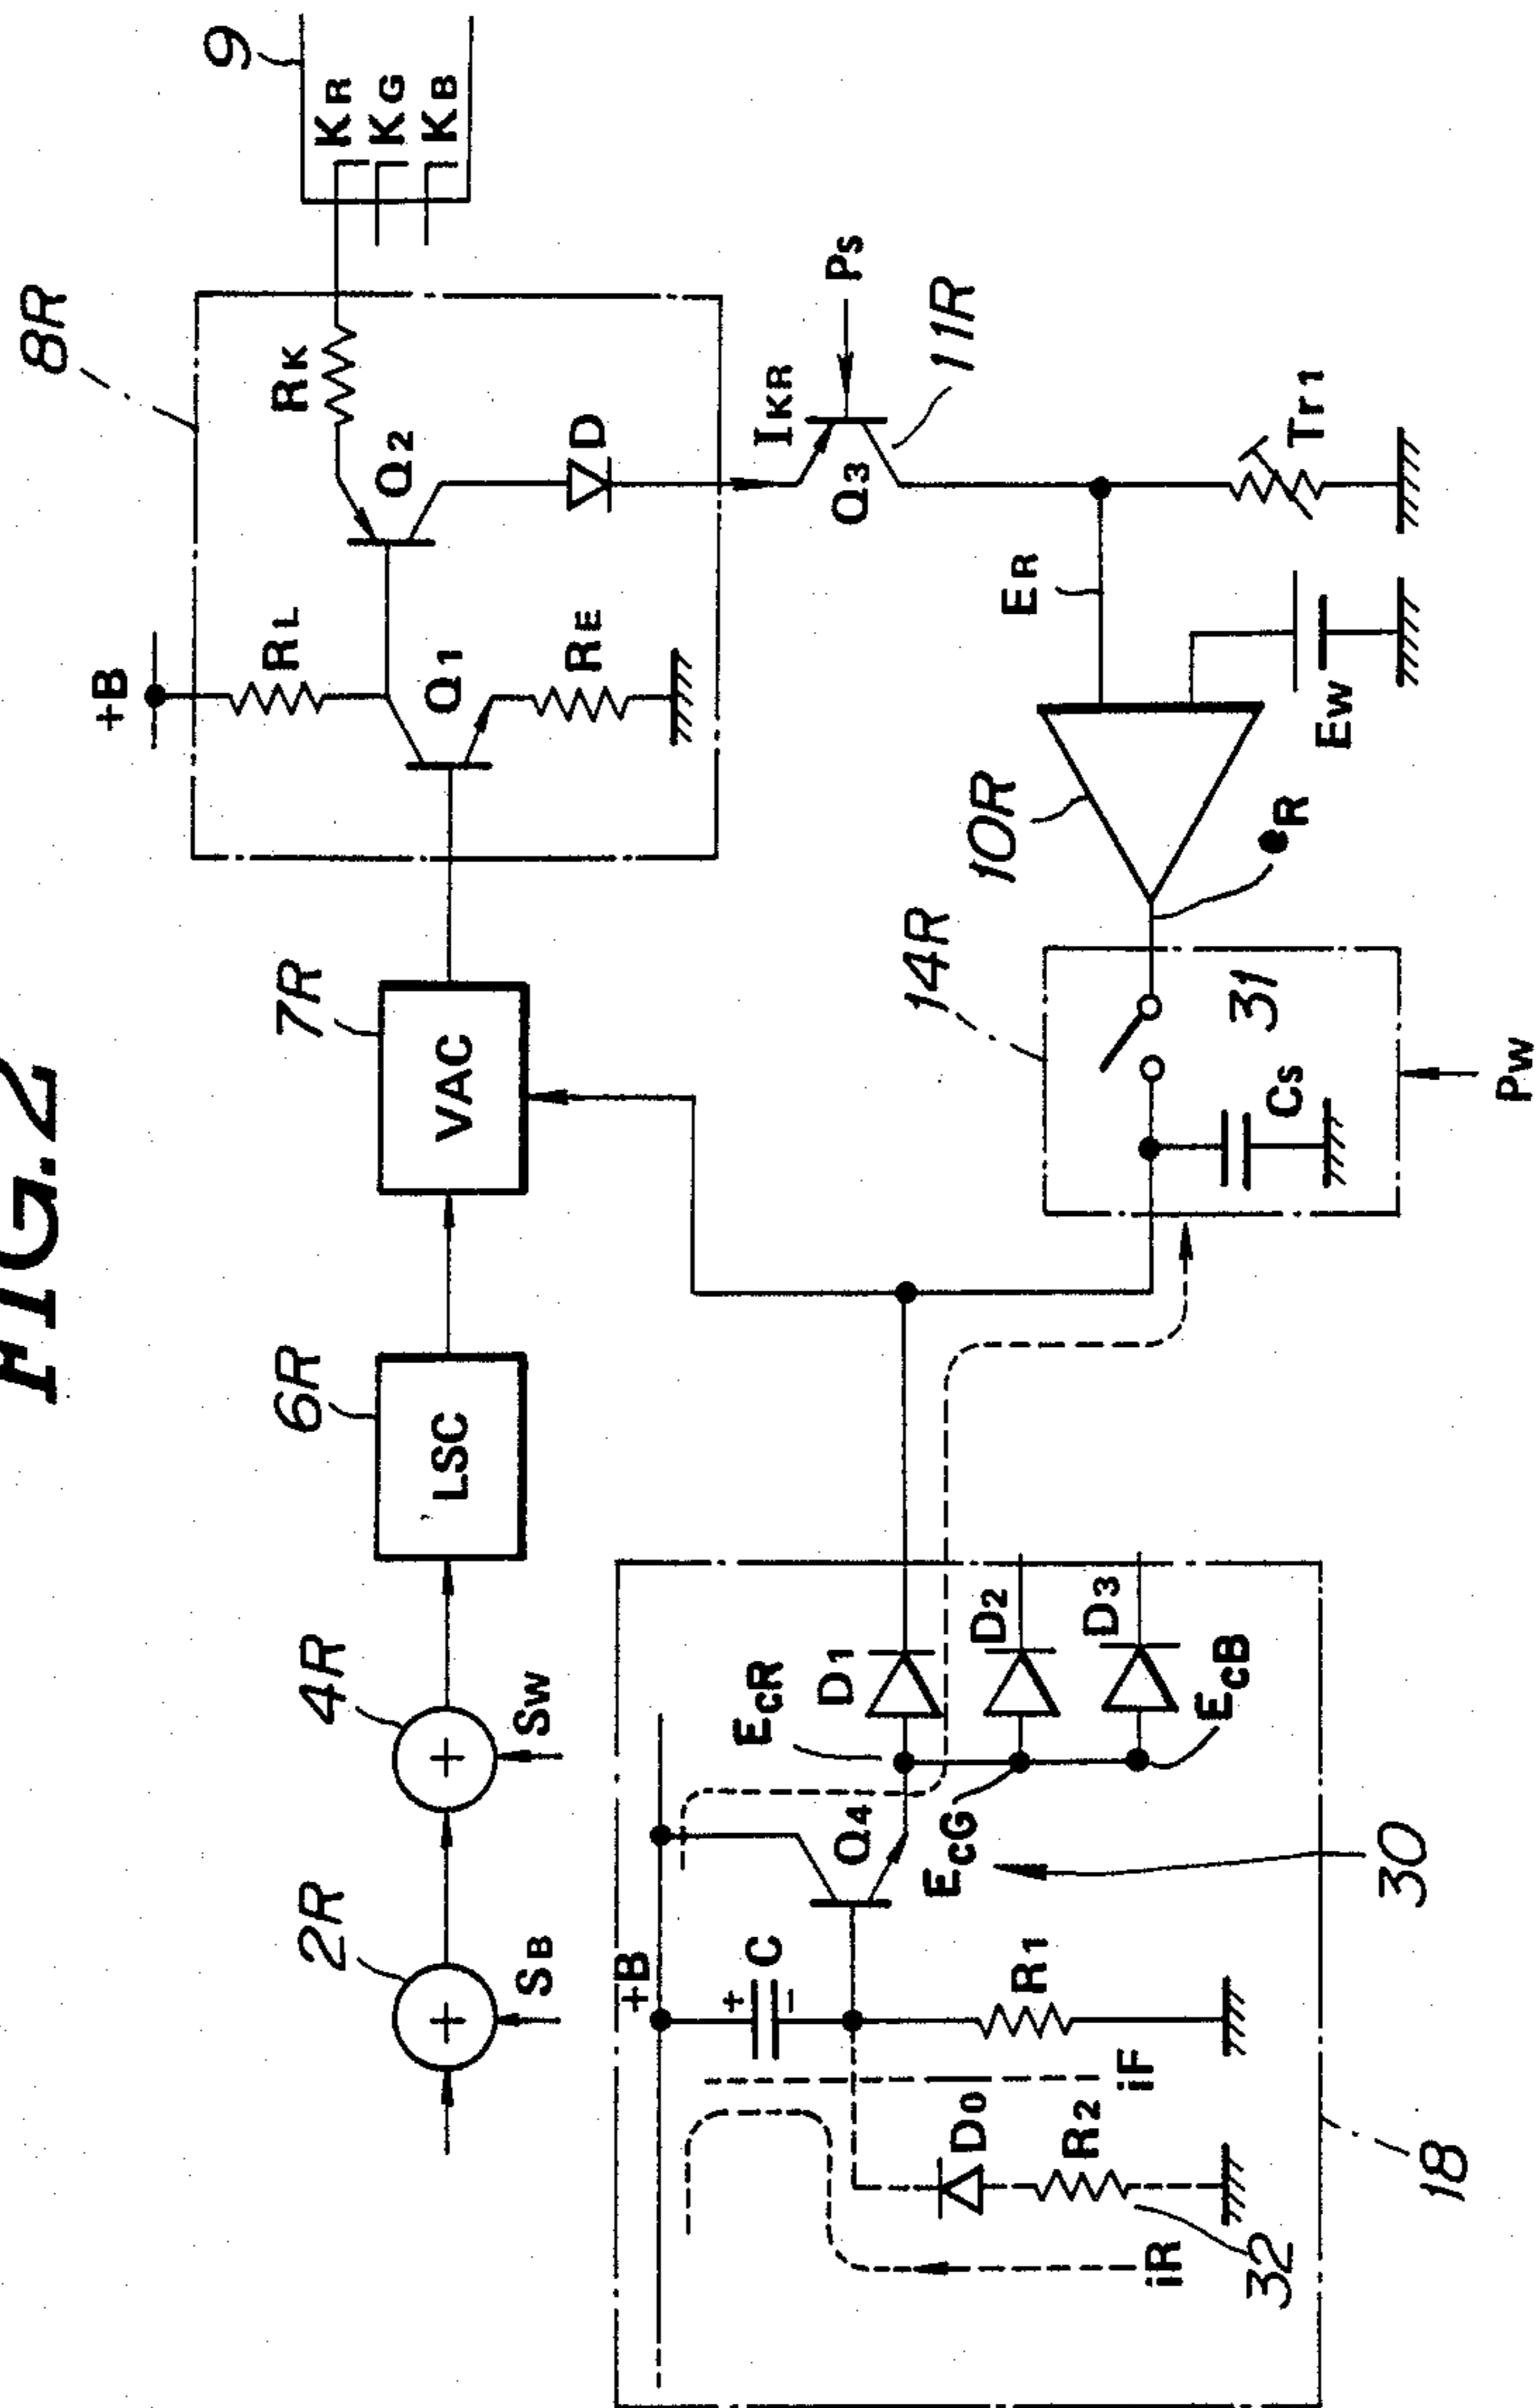 FIG.2
8R
9
+B
RL
RK
Q2
Q1
RE
D
KR
KG
KB
2R
4R
6R
7R
LSC
VAC
SB
SW
IKR
Ps
Q3
11R
ER
Tr1
EW
10R
R
14R
31
Cs
PW
+B
C
+
−
Q4
EcR
D1
D2
D3
EcG
EcB
R1
iF
D0
R2
iR
32
30
18